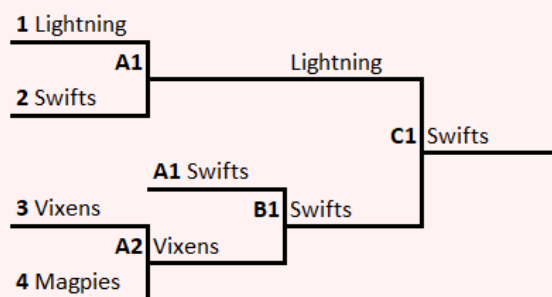 1 Lightning
A1
Lightning
2 Swifts
C1 Swifts
A1 Swifts
3 Vixens
B1 Swifts
A2 Vixens
4 Magpies